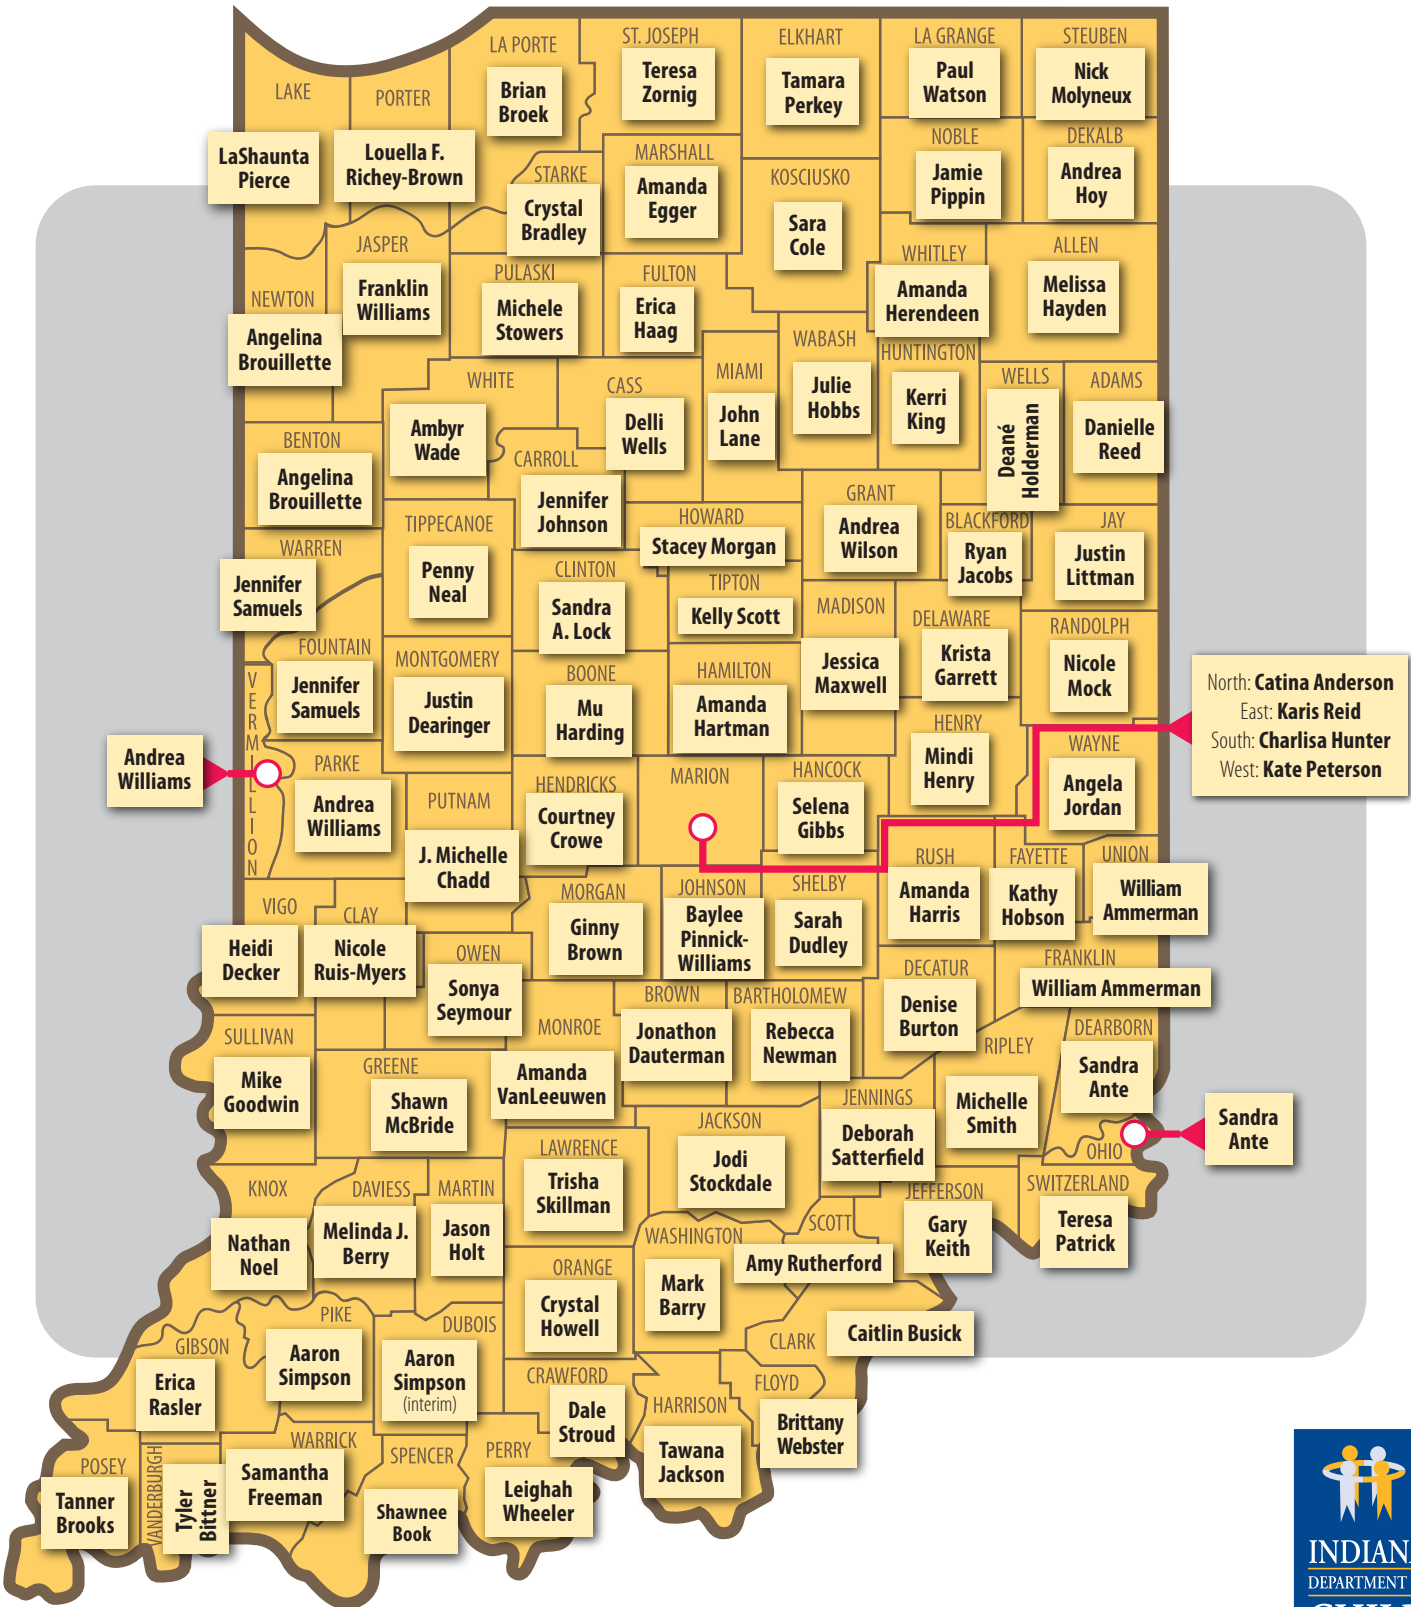 LAKE
LaShaunta
Pierce
PORTER
Louella F.
Richey-Brown
LA PORTE
Brian
Broek
ST. JOSEPH
Teresa
Zornig
ELKHART
Tamara
Perkey
LA GRANGE
Paul
Watson
STEUBEN
Nick
Molyneux
NOBLE
Jamie
Pippin
DEKALB
Andrea
Hoy
STARKE
Crystal
Bradley
MARSHALL
Amanda
Egger
KOSCIUSKO
Sara
Cole
WHITLEY
Amanda
Herendeen
ALLEN
Melissa
Hayden
NEWTON
Angelina
Brouillette
JASPER
Franklin
Williams
PULASKI
Michele
Stowers
FULTON
Erica
Haag
WHITE
Ambyr
Wade
CASS
Delli
Wells
MIAMI
John
Lane
WABASH
Julie
Hobbs
HUNTINGTON
Kerri
King
WELLS
Deané
Holderman
ADAMS
Danielle
Reed
BENTON
Angelina
Brouillette
CARROLL
Jennifer
Johnson
HOWARD
Stacey Morgan
GRANT
Andrea
Wilson
BLACKFORD
Ryan
Jacobs
JAY
Justin
Littman
WARREN
Jennifer
Samuels
TIPPECANOE
Penny
Neal
CLINTON
Sandra
A. Lock
TIPTON
Kelly Scott
MADISON
Jessica
Maxwell
DELAWARE
Krista
Garrett
RANDOLPH
Nicole
Mock
FOUNTAIN
Jennifer
Samuels
MONTGOMERY
Justin
Dearinger
BOONE
Mu
Harding
HAMILTON
Amanda
Hartman
HENRY
Mindi
Henry
WAYNE
Angela
Jordan
North: Catina Anderson
East: Karis Reid
South: Charlisa Hunter
West: Kate Peterson
VERMILLION
Andrea
Williams
PARKE
Andrea
Williams
PUTNAM
J. Michelle
Chadd
HENDRICKS
Courtney
Crowe
MARION
HANCOCK
Selena
Gibbs
RUSH
Amanda
Harris
FAYETTE
Kathy
Hobson
UNION
William
Ammerman
VIGO
Heidi
Decker
CLAY
Nicole
Ruis-Myers
OWEN
Sonya
Seymour
MORGAN
Ginny
Brown
JOHNSON
Baylee
Pinnick-
Williams
SHELBY
Sarah
Dudley
DECATUR
Denise
Burton
FRANKLIN
William Ammerman
SULLIVAN
Mike
Goodwin
GREENE
Shawn
McBride
MONROE
Amanda
VanLeeuwen
BROWN
Jonathon
Dauterman
BARTHOLOMEW
Rebecca
Newman
RIPLEY
Michelle
Smith
DEARBORN
Sandra
Ante
OHIO
Sandra
Ante
JENNINGS
Deborah
Satterfield
JACKSON
Jodi
Stockdale
LAWRENCE
Trisha
Skillman
KNOX
Nathan
Noel
DAVIESS
Melinda J.
Berry
MARTIN
Jason
Holt
JEFFERSON
Gary
Keith
SWITZERLAND
Teresa
Patrick
WASHINGTON
Mark
Barry
SCOTT
Amy Rutherford
ORANGE
Crystal
Howell
GIBSON
Erica
Rasler
PIKE
Aaron
Simpson
DUBOIS
Aaron
Simpson
(interim)
CLARK
Caitlin Busick
CRAWFORD
Dale
Stroud
HARRISON
Tawana
Jackson
FLOYD
Brittany
Webster
POSEY
Tanner
Brooks
VANDERBURGH
Tyler
Bittner
WARRICK
Samantha
Freeman
SPENCER
Shawnee
Book
PERRY
Leighah
Wheeler
INDIANA
DEPARTMENT